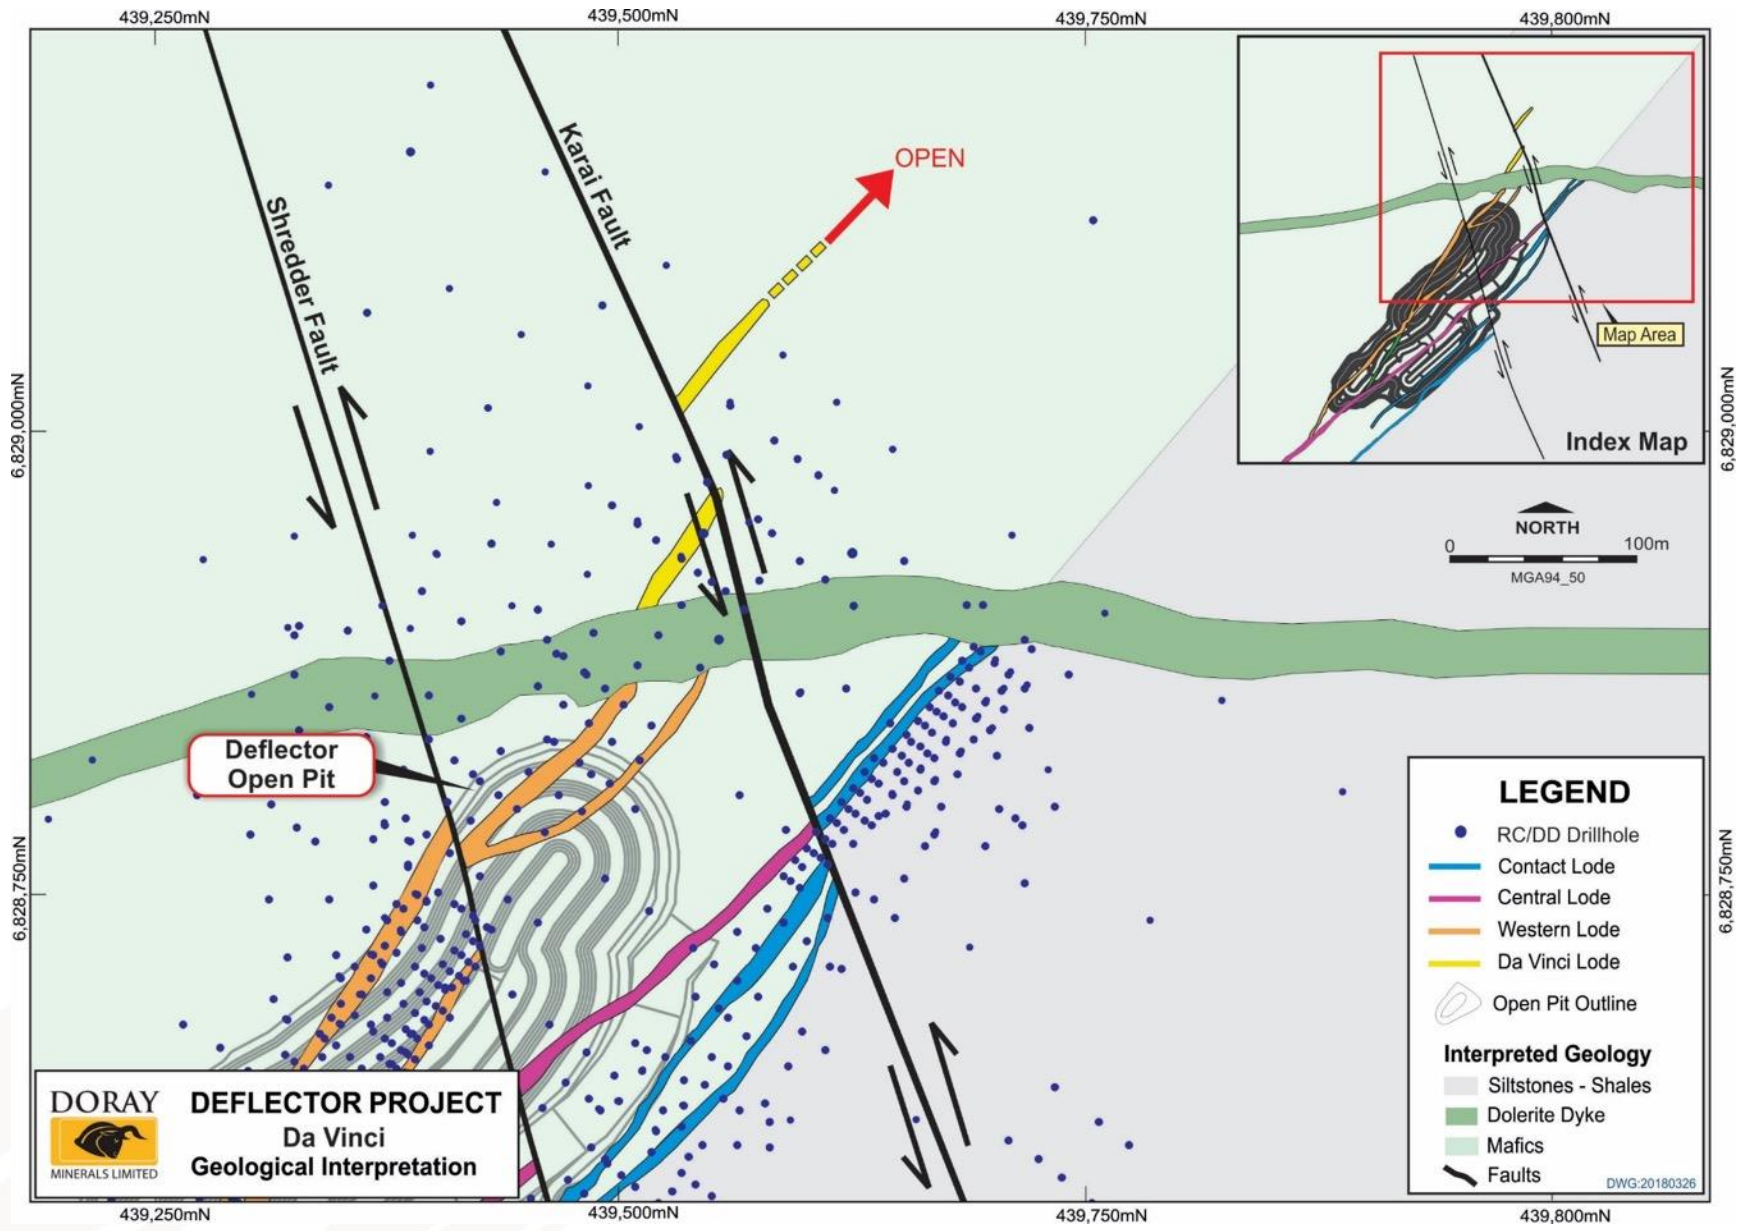 439,250mN
439,500mN
439,750mN
439,800mN
OPEN
Karai Fault
Shredder Fault
Map Area
Index Map
6,829,000mN
6,829,000mN
NORTH
0
100m
MGA94_50
Deflector
Open Pit
LEGEND
RC/DD Drillhole
Contact Lode
Central Lode
Western Lode
Da Vinci Lode
Open Pit Outline
Interpreted Geology
Siltstones - Shales
Dolerite Dyke
Mafics
Faults
DWG:20180326
6,828,750mN
6,828,750mN
DORAY
MINERALS LIMITED
DEFLECTOR PROJECT
Da Vinci
Geological Interpretation
439,250mN
439,500mN
439,750mN
439,800mN